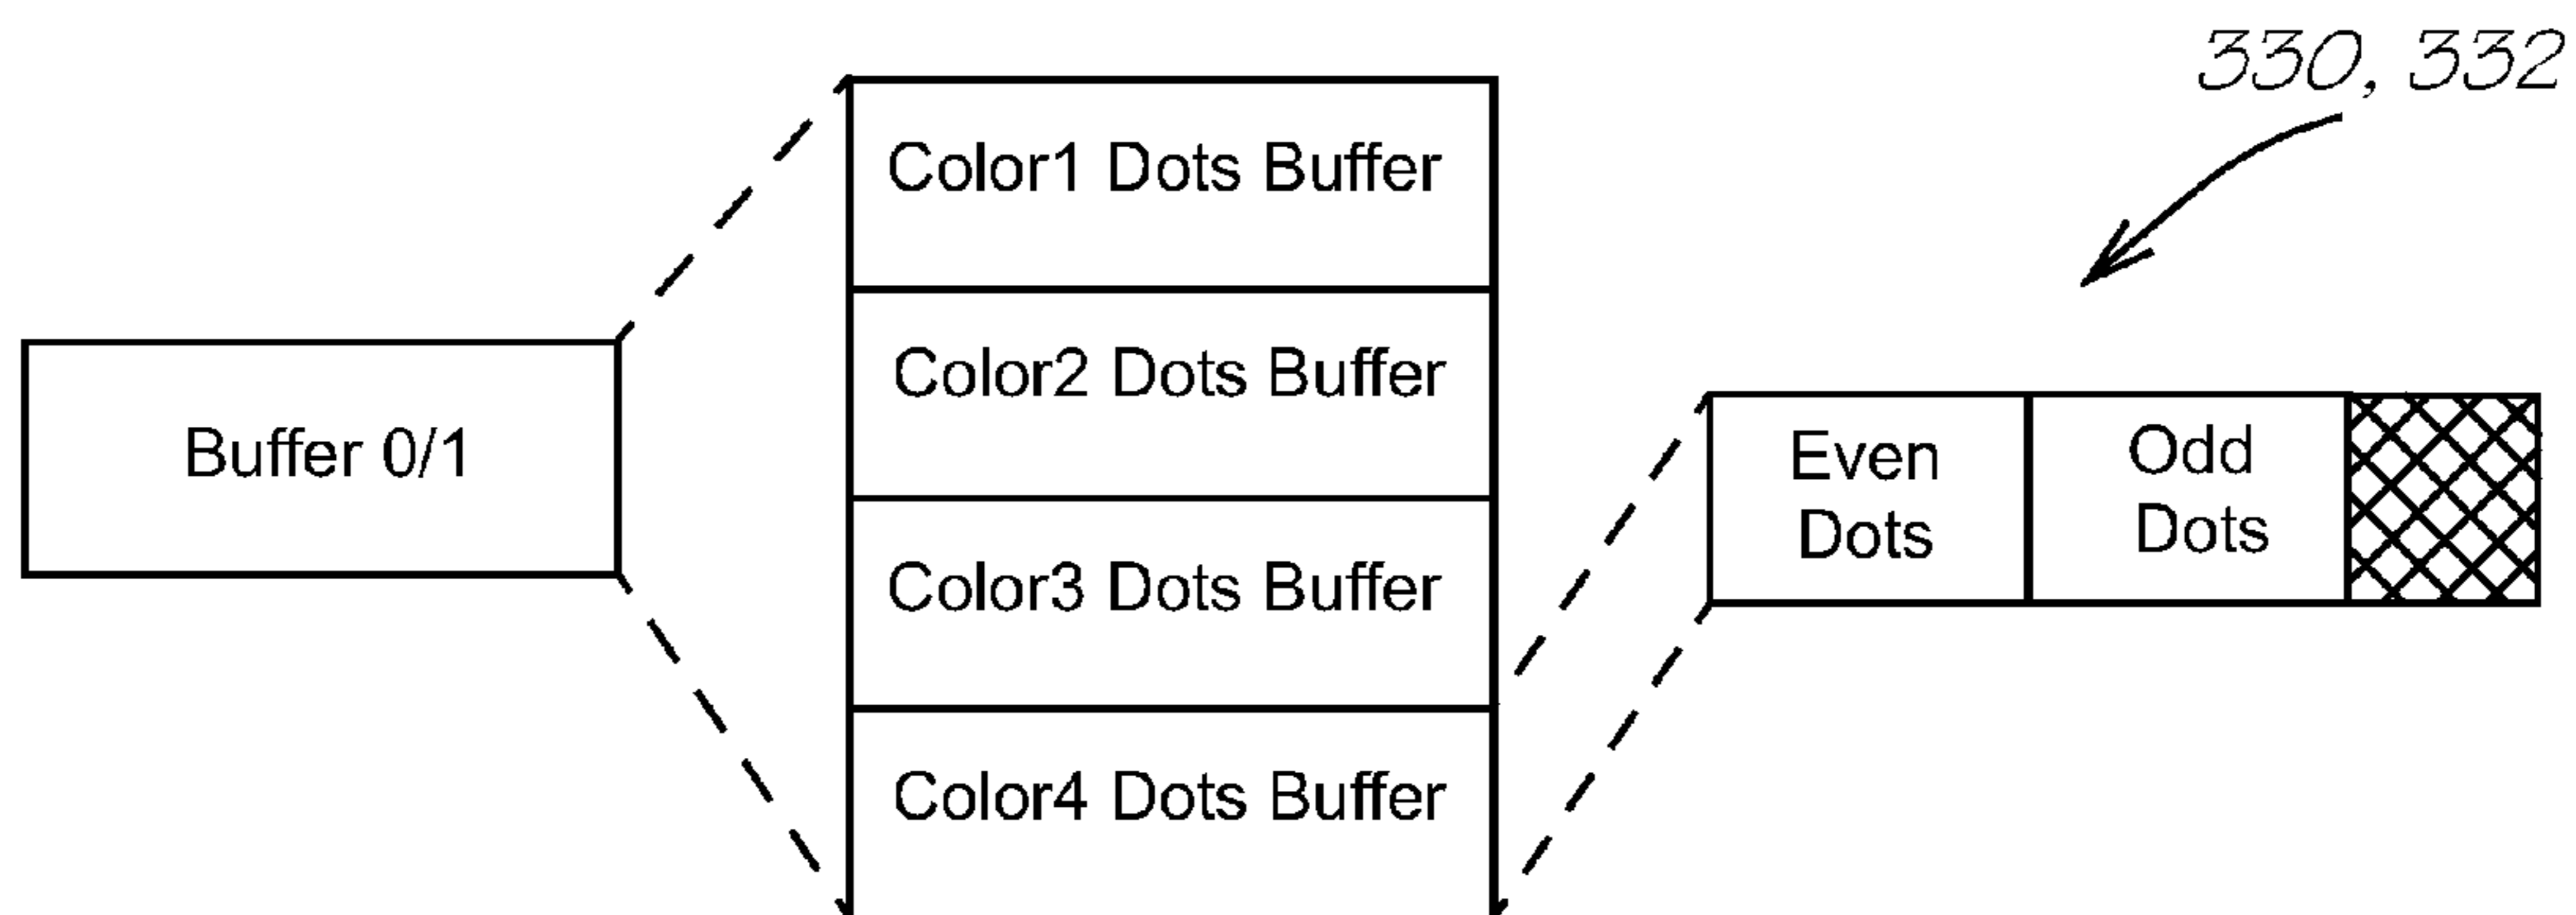 330, 332
Color1 Dots Buffer
Color2 Dots Buffer
Buffer 0/1
Even
Dots
Odd
Dots
Color3 Dots Buffer
Color4 Dots Buffer